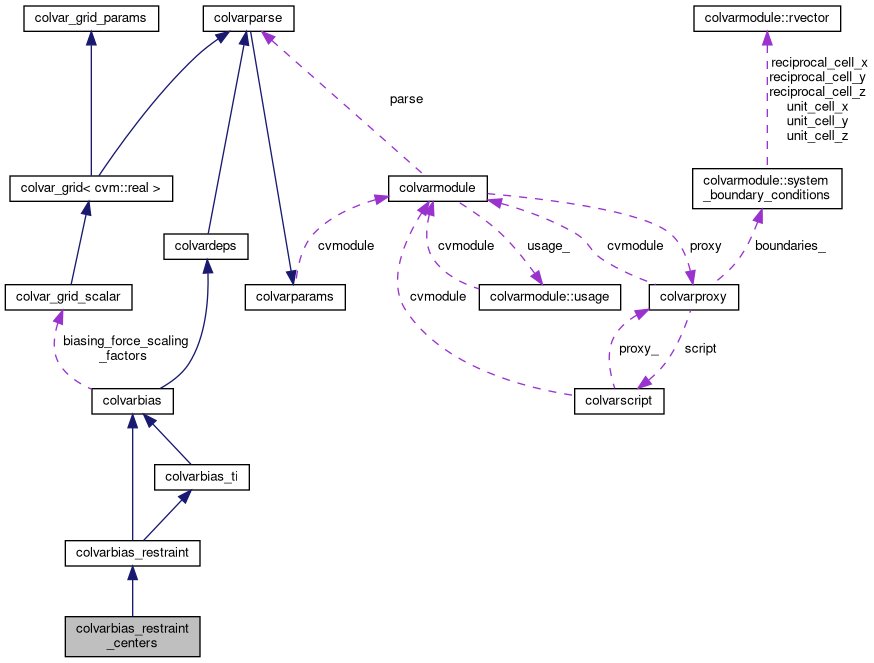 colvar_grid_params
colvarparse
colvarmodule::rvector
reciprocal_cell_x
reciprocal_cell_y
reciprocal_cell_z
unit_cell_x
unit_cell_y
unit_cell_z
parse
colvar_grid< cvm::real >
colvarmodule
colvarmodule::system
_boundary_conditions
colvardeps
cvmodule
cvmodule
usage_
cvmodule
proxy
boundaries_
colvar_grid_scalar
colvarparams
cvmodule
colvarmodule::usage
colvarproxy
biasing_force_scaling
_factors
proxy_
script
colvarbias
colvarscript
colvarbias_ti
colvarbias_restraint
colvarbias_restraint
_centers